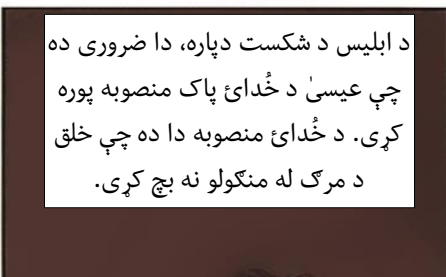 د ابلیس د شکست دپاره، دا ضروری ده
چې عیسیٰ د خُدائ پاک منصوبه پوره
کړی. د خُدائ منصوبه دا ده چې خلق
د مرګ له منګولو نه بچ کړی.